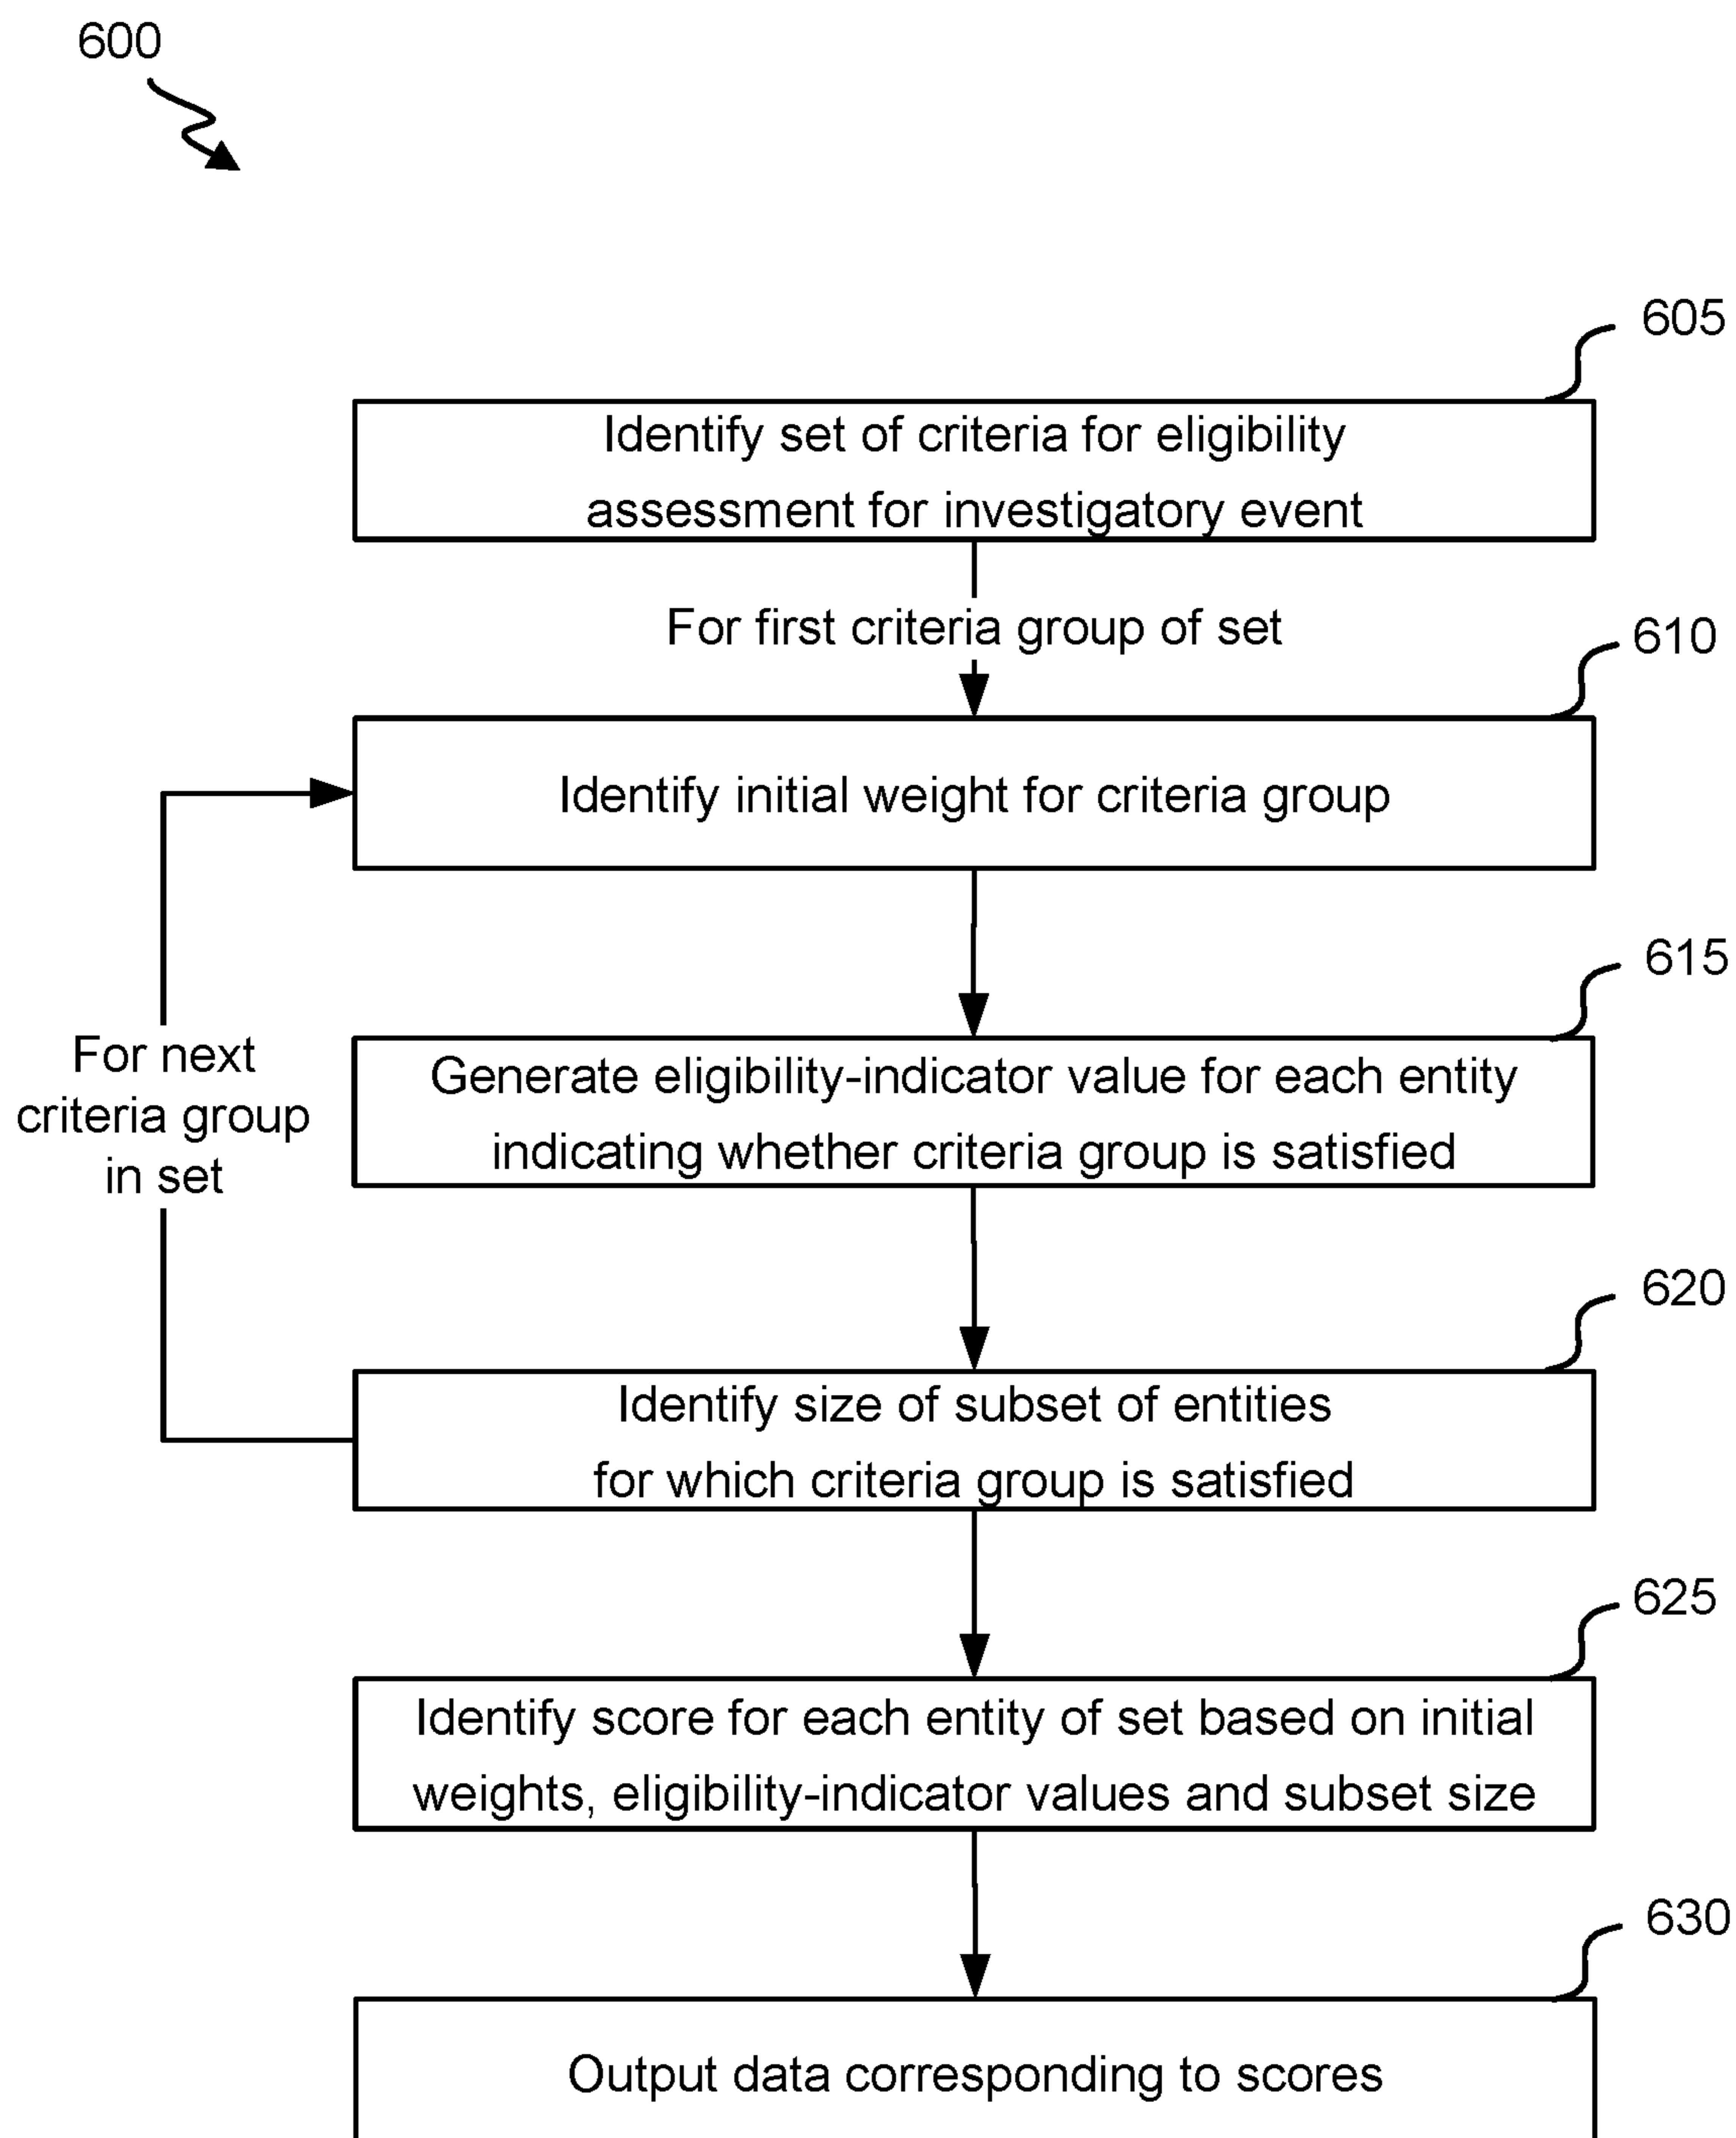 600
605
Identify set of criteria for eligibility
assessment for investigatory event
For first criteria group of set
610
Identify initial weight for criteria group
615
Generate eligibility-indicator value for each entity
indicating whether criteria group is satisfied
For next
criteria group
in set
620
Identify size of subset of entities
for which criteria group is satisfied
625
Identify score for each entity of set based on initial
weights, eligibility-indicator values and subset size
630
Output data corresponding to scores